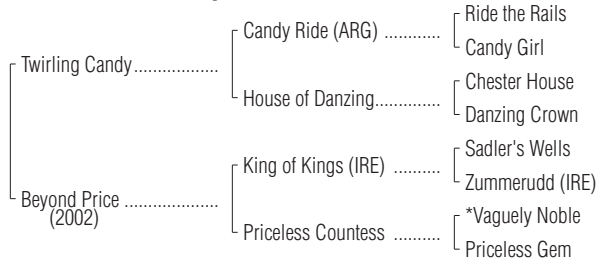 Ride the Rails
Candy Ride (ARG) ............
Candy Girl
Twirling Candy..................
Chester House
House of Danzing..............
Danzing Crown
Sadler's Wells
King of Kings (IRE) ..........
Zummerudd (IRE)
Beyond Price ....................
(2002)
*Vaguely Noble
Priceless Countess ..........
Priceless Gem